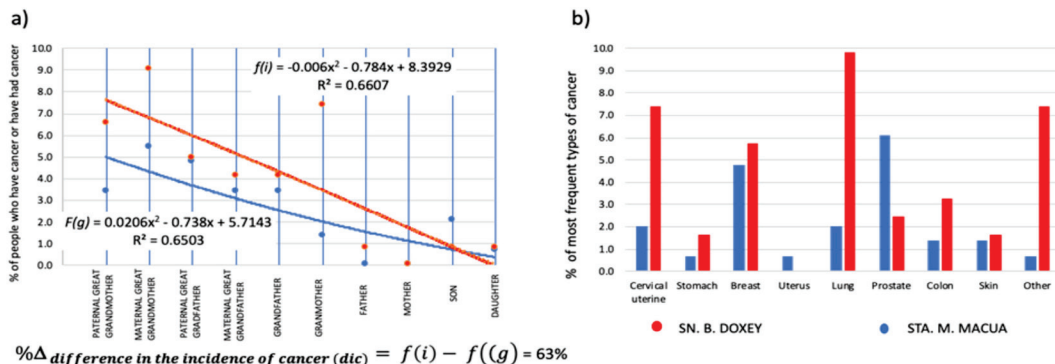 a)
% of people who have cancer or have had cancer
10.0
9.0
8.0
7.0
6.0
5.0
4.0
3.0
2.0
1.0
0.0
f(i) = -0.006x² - 0.784x + 8.3929
R² = 0.6607
F(g) = 0.0206x² - 0.738x + 5.7143
R² = 0.6503
PATERNAL GREAT
GRANDMOTHER
MATERNAL GREAT
GRANDMOTHER
PATERNAL GREAT
GRADFATHER
MATERNAL GREAT
GRANDFATHER
GRANDFATHER
GRANMOTHER
FATHER
MOTHER
SON
DAUGHTER
%Δ difference in the incidence of cancer (dic) = f(i) − f((g) = 63%
b)
% of most frequent types of cancer
10.0
9.0
8.0
7.0
6.0
5.0
4.0
3.0
2.0
1.0
0.0
Cervical
uterine
Stomach
Breast
Uterus
Lung
Prostate
Colon
Skin
Other
SN. B. DOXEY
STA. M. MACUA